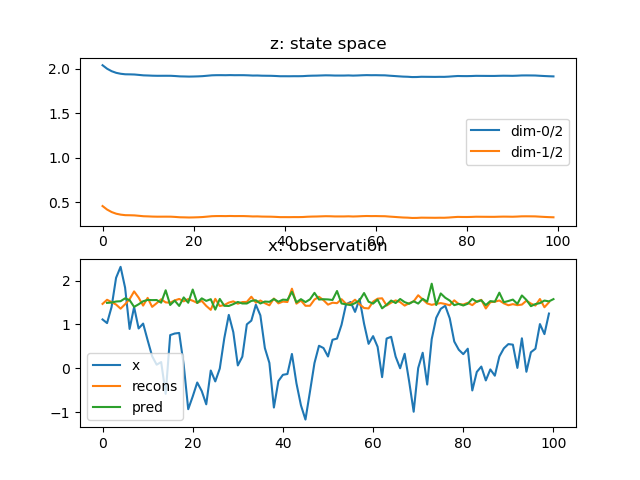 z: state space
2.0
1.5
1.0
0.5
dim-0/2
dim-1/2
0 20 40 60 80 100
x: observation
2
1
0
−1
x
recons
pred
0 20 40 60 80 100